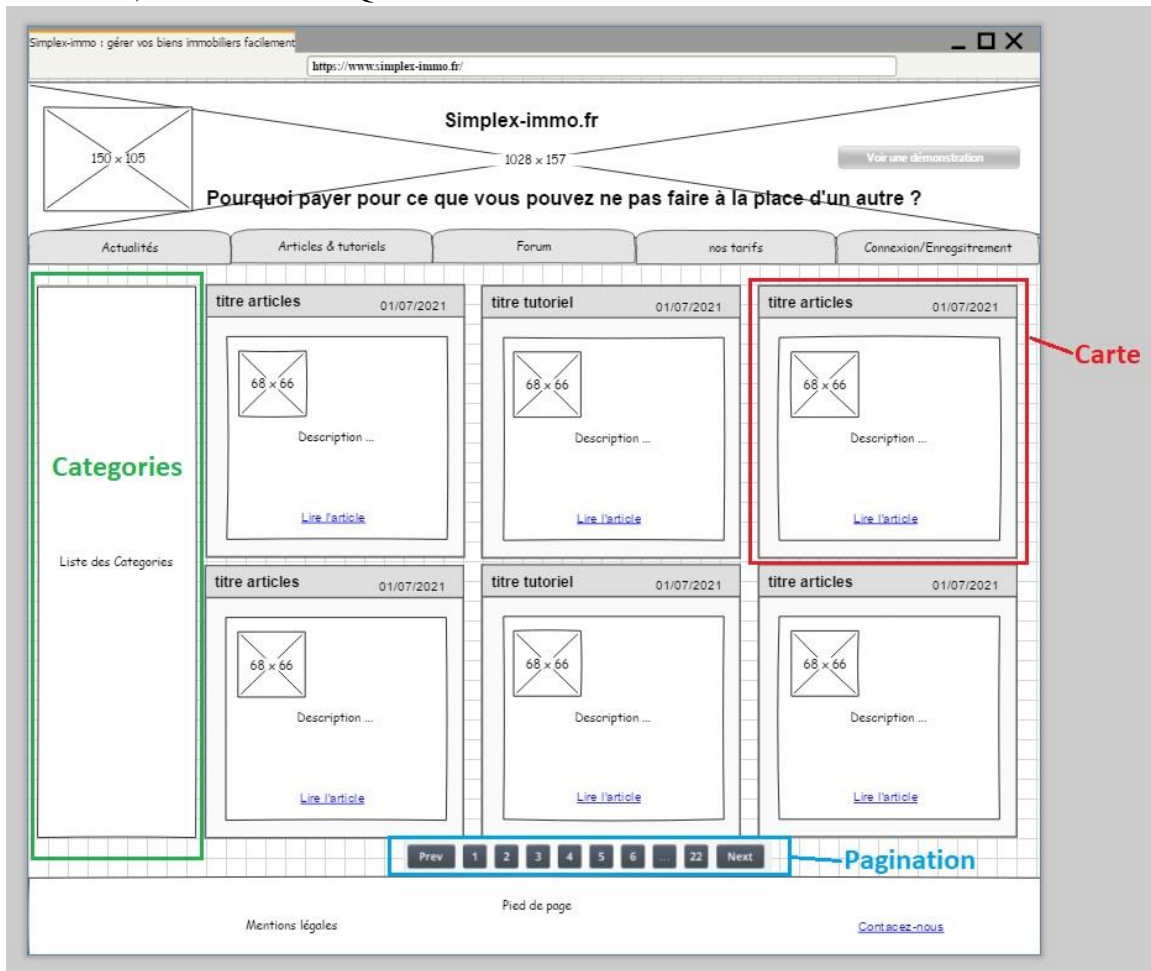 Simplex-immo : gérer vos biens immobiliers facilement
https://www.simplex-immo.fr/
Simplex-immo.fr
150 x 105
1028 x 157
Voir une démonstration
Pourquoi payer pour ce que vous pouvez ne pas faire à la place d'un autre ?
Actualités Articles & tutoriels Forum nos tarifs Connexion/Enregsitrement
titre articles 01/07/2021 titre tutoriel 01/07/2021 titre articles 01/07/2021
Carte
68 x 66 68 x 66 68 x 66
Description ... Description ... Description ...
Categories
Lire l'article Lire l'article Lire l'article
Liste des Categories
titre articles 01/07/2021 titre tutoriel 01/07/2021 titre articles 01/07/2021
68 x 66 68 x 66 68 x 66
Description ... Description ... Description ...
Lire l'article Lire l'article Lire l'article
Prev 1 2 3 4 5 6 ... 22 Next
Pagination
Pied de page
Mentions légales
Contacez-nous